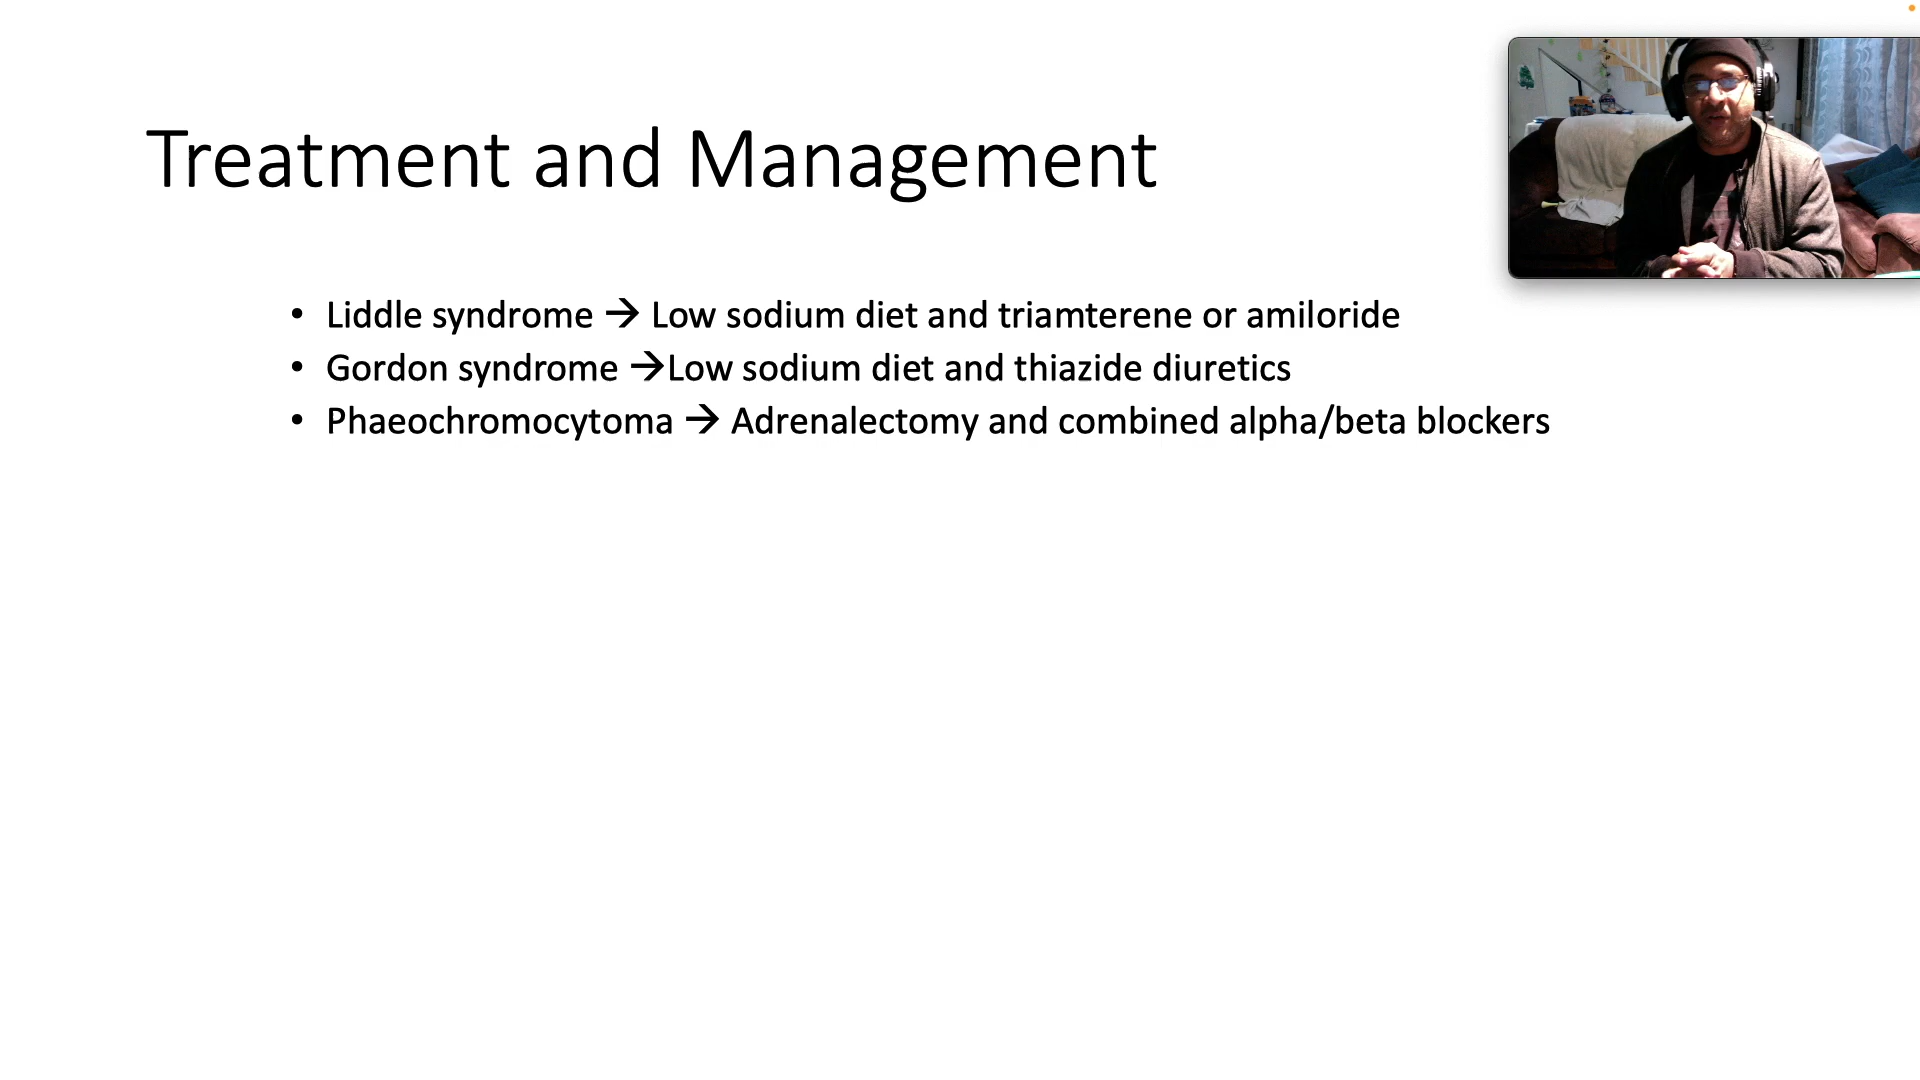 Treatment and Management
• Liddle syndrome → Low sodium diet and triamterene or amiloride
• Gordon syndrome →Low sodium diet and thiazide diuretics
• Phaeochromocytoma → Adrenalectomy and combined alpha/beta blockers